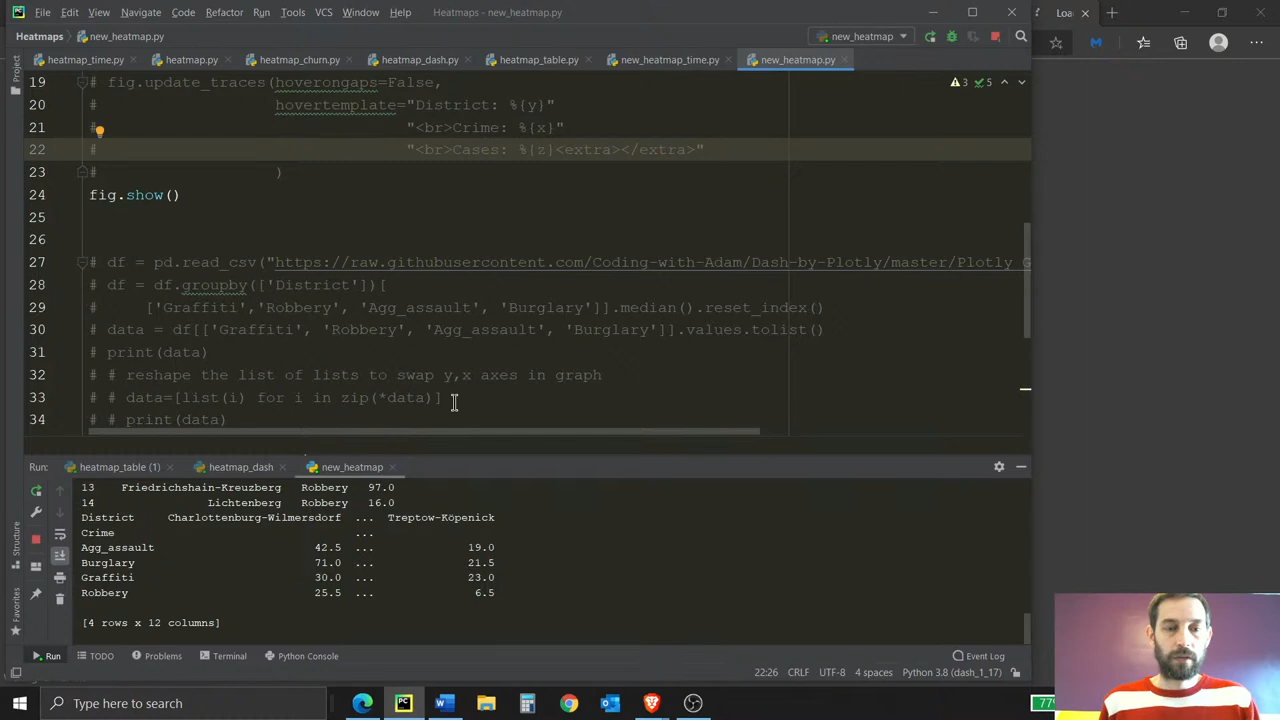 File Edit View Navigate Code Refactor Run Tools VCS Window Help Heatmaps - new_heatmap.py
Heatmaps new_heatmap.py new_heatmap
heatmap_time.py heatmap.py heatmap_churn.py heatmap_dash.py heatmap_table.py new_heatmap_time.py new_heatmap.py
Project
3 5
19 # fig.update_traces(hoverongaps=False,
20 # hovertemplate="District: %{y}"
21 # "<br>Crime: %{x}"
22 # "<br>Cases: %{z}<extra></extra>"
23 # )
24 fig.show()
25
26
27 # df = pd.read_csv("https://raw.githubusercontent.com/Coding-with-Adam/Dash-by-Plotly/master/Plotly_G
28 # df = df.groupby(['District'])[
29 # ['Graffiti','Robbery', 'Agg_assault', 'Burglary']].median().reset_index()
30 # data = df[['Graffiti', 'Robbery', 'Agg_assault', 'Burglary']].values.tolist()
31 # print(data)
32 # # reshape the list of lists to swap y,x axes in graph
33 # # data=[list(i) for i in zip(*data)]
34 # # print(data)
Run: heatmap_table (1) heatmap_dash new_heatmap
13 Friedrichshain-Kreuzberg Robbery 97.0
14 Lichtenberg Robbery 16.0
District Charlottenburg-Wilmersdorf ... Treptow-Köpenick
Crime ...
Agg_assault 42.5 ... 19.0
Burglary 71.0 ... 21.5
Graffiti 30.0 ... 23.0
Robbery 25.5 ... 6.5
[4 rows x 12 columns]
Structure
Favorites
Run TODO Problems Terminal Python Console Event Log
22:26 CRLF UTF-8 4 spaces Python 3.8 (dash_1_17)
Type here to search
77%